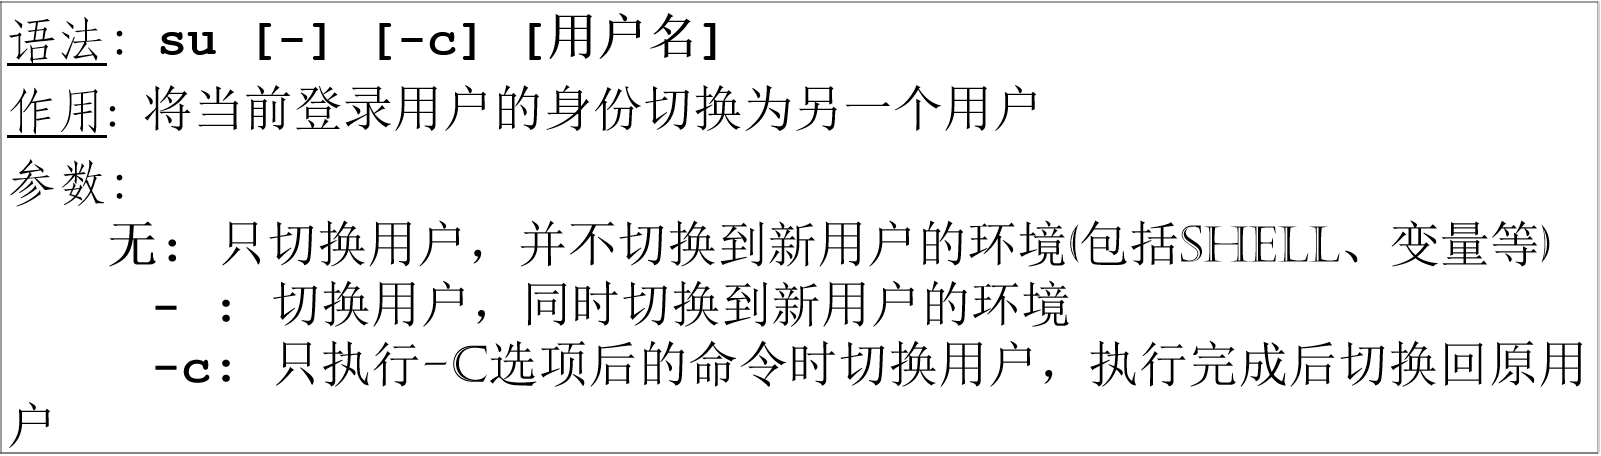 语法: su [-] [-c] [用户名]
作用: 将当前登录用户的身份切换为另一个用户
参数:
无: 只切换用户，并不切换到新用户的环境(包括SHELL、变量等)
- : 切换用户，同时切换到新用户的环境
-c: 只执行-C选项后的命令时切换用户，执行完成后切换回原用
户